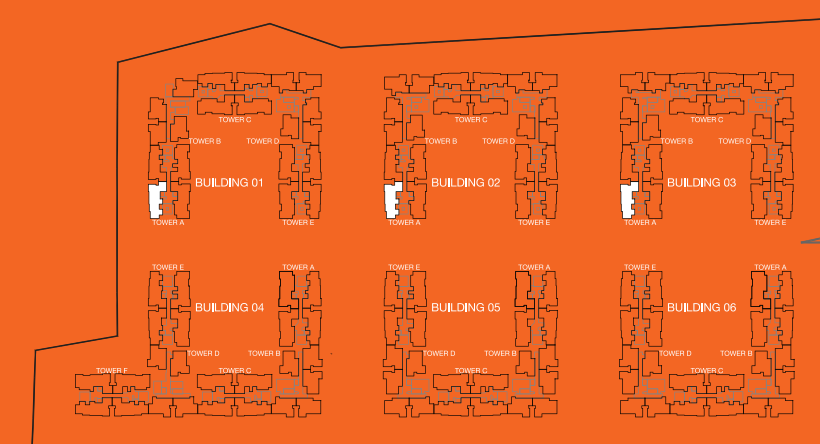 TOWER C TOWER C TOWER C
TOWER B TOWER D TOWER B TOWER D TOWER B TOWER D
BUILDING 01 BUILDING 02 BUILDING 03
TOWER A TOWER E TOWER A TOWER E TOWER A TOWER E
TOWER E TOWER A TOWER E TOWER A TOWER E TOWER A
BUILDING 04 BUILDING 05 BUILDING 06
TOWER D TOWER B TOWER D TOWER B TOWER D TOWER B
TOWER F TOWER C TOWER C TOWER C